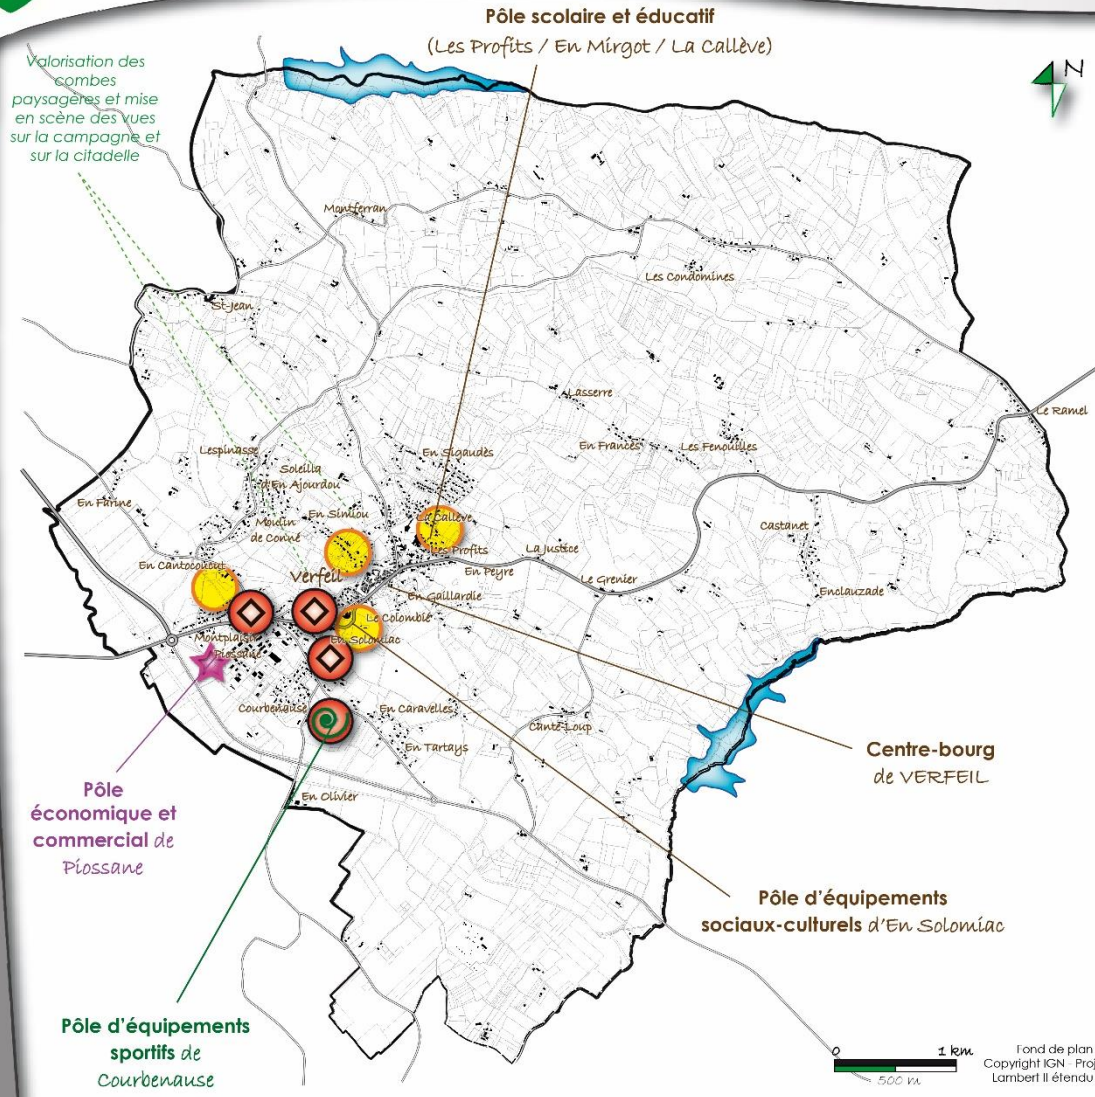 Pôle scolaire et éducatif
(Les Profits / En Mirgot / La Callève)
Valorisation des
combes
paysagères et mise
en scène des vues
sur la campagne et
sur la citadelle
N
Montferran
Les Condomines
St-Jean
Lasserre
Le Ramel
En Francès
Les Fenouilles
Lespinasse
En Sigaudès
Soleilla
d'En Ajourdou
En Farine
En Siniou
La Callève
Moulin
de Conné
Castanet
Les Profits
La Justice
En Cantocoucut
Verfeil
En Peyre
Le Grenier
Enclauzade
En Gaillardie
Le Colombié
Montplaisir
En Solomiac
Piossane
Courbenause
En Caravelles
Canté-Loup
En Tartays
Centre-bourg
de VERFEIL
En Olivier
Pôle
économique et
commercial de
Piossane
Pôle d'équipements
sociaux-culturels d'En Solomiac
Pôle d'équipements
sportifs de
Courbenause
0 1 km
500 m
Fond de plan
Copyright IGN - Proj
Lambert II étendu